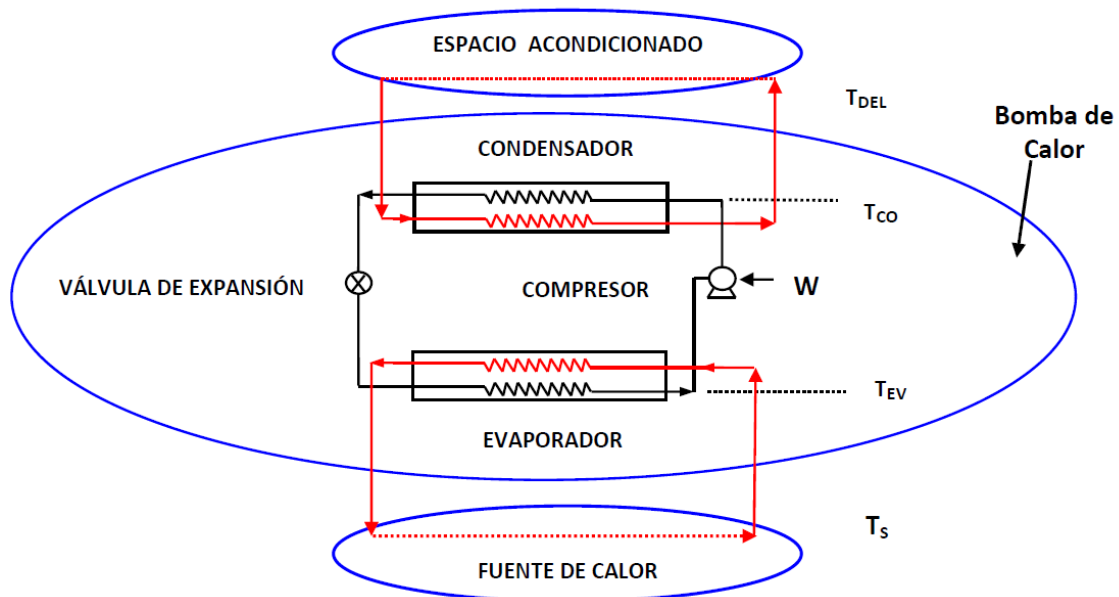 ESPACIO ACONDICIONADO
T_DEL
Bomba de
Calor
CONDENSADOR
T_CO
VÁLVULA DE EXPANSIÓN
COMPRESOR
W
T_EV
EVAPORADOR
T_S
FUENTE DE CALOR